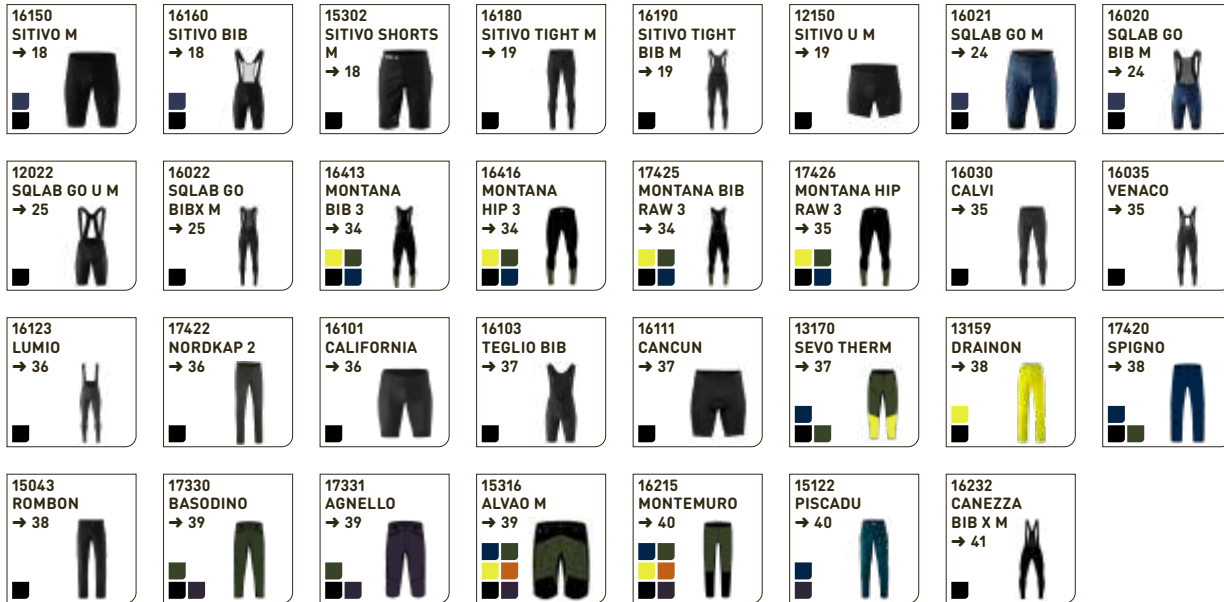 16150
SITIVO M
→ 18
16160
SITIVO BIB
→ 18
15302
SITIVO SHORTS
M
→ 18
16180
SITIVO TIGHT M
→ 19
16190
SITIVO TIGHT
BIB M
→ 19
12150
SITIVO U M
→ 19
16021
SQLAB GO M
→ 24
16020
SQLAB GO
BIB M
→ 24
12022
SQLAB GO U M
→ 25
16022
SQLAB GO
BIBX M
→ 25
16413
MONTANA
BIB 3
→ 34
16416
MONTANA
HIP 3
→ 34
17425
MONTANA BIB
RAW 3
→ 34
17426
MONTANA HIP
RAW 3
→ 35
16030
CALVI
→ 35
16035
VENACO
→ 35
16123
LUMIO
→ 36
17422
NORDKAP 2
→ 36
16101
CALIFORNIA
→ 36
16103
TEGLIO BIB
→ 37
16111
CANCUN
→ 37
13170
SEVO THERM
→ 37
13159
DRAINON
→ 38
17420
SPIGNO
→ 38
15043
ROMBON
→ 38
17330
BASODINO
→ 39
17331
AGNELLO
→ 39
15316
ALVAO M
→ 39
16215
MONTEMURO
→ 40
15122
PISCADU
→ 40
16232
CANEZZA
BIB X M
→ 41